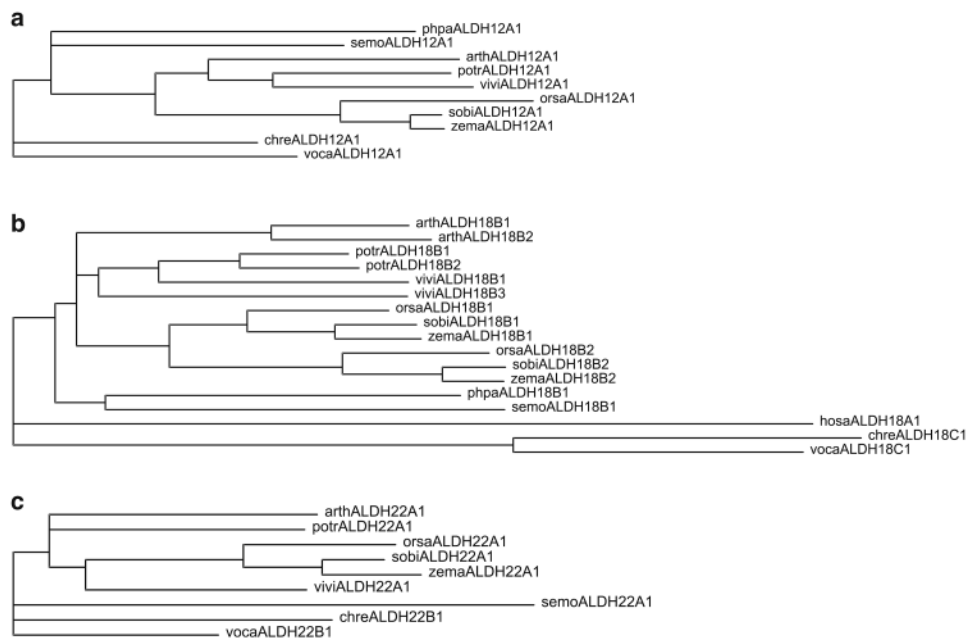 a
phpaALDH12A1
semoALDH12A1
arthALDH12A1
potrALDH12A1
viviALDH12A1
orsaALDH12A1
sobiALDH12A1
zemaALDH12A1
chreALDH12A1
vocaALDH12A1
b
arthALDH18B1
arthALDH18B2
potrALDH18B1
potrALDH18B2
viviALDH18B1
viviALDH18B3
orsaALDH18B1
sobiALDH18B1
zemaALDH18B1
orsaALDH18B2
sobiALDH18B2
zemaALDH18B2
phpaALDH18B1
semoALDH18B1
hosaALDH18A1
chreALDH18C1
vocaALDH18C1
c
arthALDH22A1
potrALDH22A1
orsaALDH22A1
sobiALDH22A1
zemaALDH22A1
viviALDH22A1
semoALDH22A1
chreALDH22B1
vocaALDH22B1